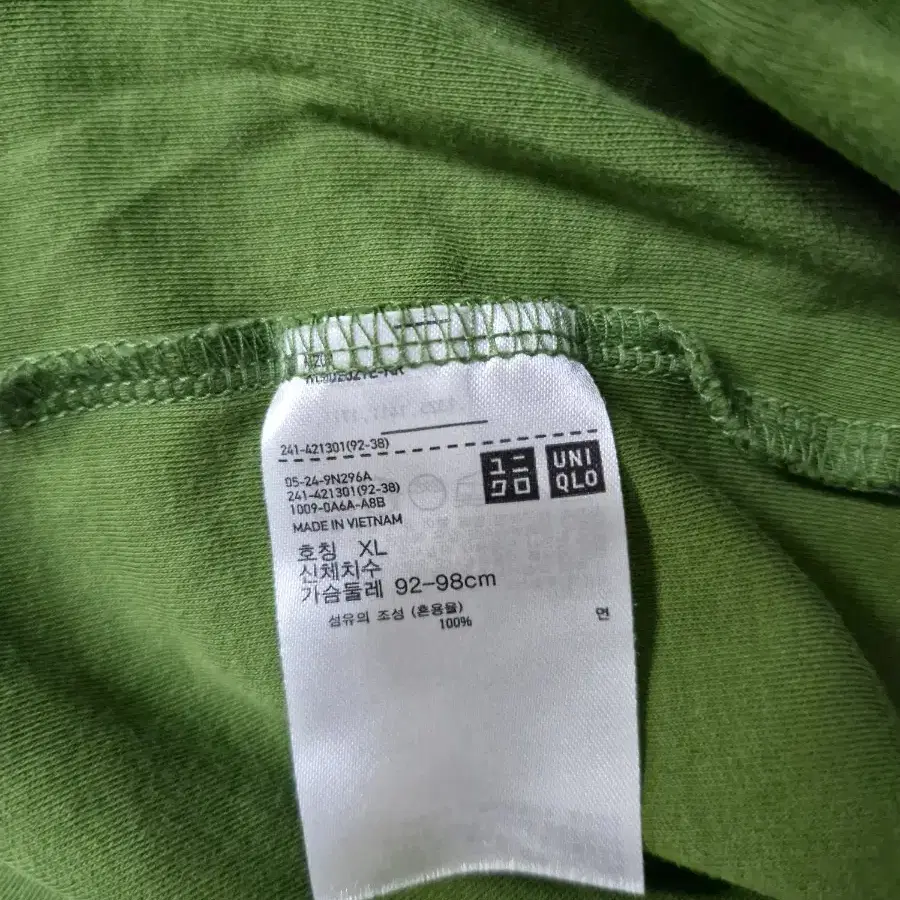 241-421301(92-38)
05-24-9N296A
241-421301(92-38)
1009-0A6A-A8B
MADE IN VIETNAM
ユニ
クロ
UNI
QLO
호칭 XL
신체치수
가슴둘레 92-98cm
섬유의 조성 (혼용율)
100% 면